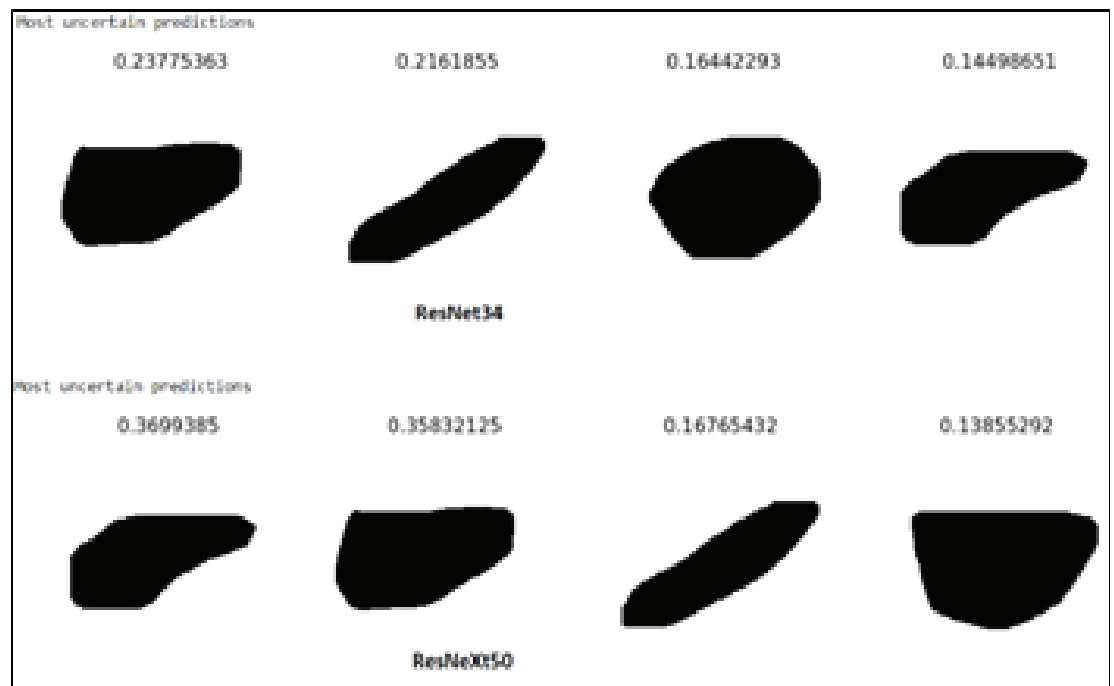 Most uncertain predictions
0.23775363 0.2161855 0.16442293 0.14498651
ResNet34
Most uncertain predictions
0.3699385 0.35832125 0.16765432 0.13855292
ResNeXt50